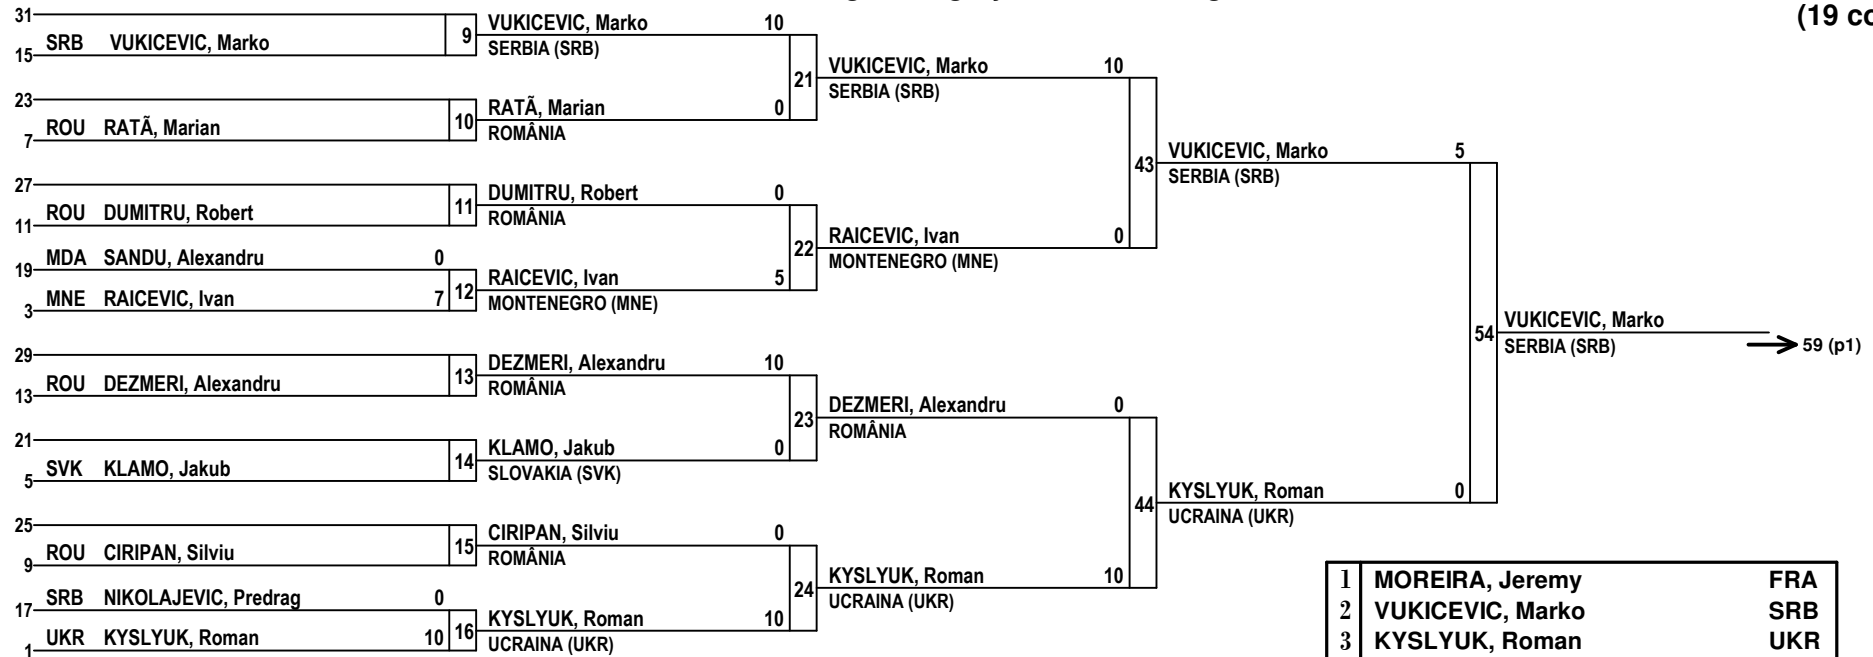 (19 co
31
15 SRB VUKICEVIC, Marko
9
VUKICEVIC, Marko 10
SERBIA (SRB)
23
7 ROU RATÃ, Marian
10
RATÃ, Marian 0
ROMÂNIA
21
VUKICEVIC, Marko 10
SERBIA (SRB)
27
11 ROU DUMITRU, Robert
11
DUMITRU, Robert 0
ROMÂNIA
19 MDA SANDU, Alexandru 0
3 MNE RAICEVIC, Ivan 7
12
RAICEVIC, Ivan 5
MONTENEGRO (MNE)
22
RAICEVIC, Ivan 0
MONTENEGRO (MNE)
43
VUKICEVIC, Marko 5
SERBIA (SRB)
29
13 ROU DEZMERI, Alexandru
13
DEZMERI, Alexandru 10
ROMÂNIA
21
5 SVK KLAMO, Jakub
14
KLAMO, Jakub 0
SLOVAKIA (SVK)
23
DEZMERI, Alexandru 0
ROMÂNIA
25
9 ROU CIRIPAN, Silviu
15
CIRIPAN, Silviu 0
ROMÂNIA
17 SRB NIKOLAJEVIC, Predrag 0
1 UKR KYSLYUK, Roman 10
16
KYSLYUK, Roman 10
UCRAINA (UKR)
24
KYSLYUK, Roman 10
UCRAINA (UKR)
44
KYSLYUK, Roman 0
UCRAINA (UKR)
54
VUKICEVIC, Marko
SERBIA (SRB)
59 (p1)
1 MOREIRA, Jeremy FRA
2 VUKICEVIC, Marko SRB
3 KYSLYUK, Roman UKR